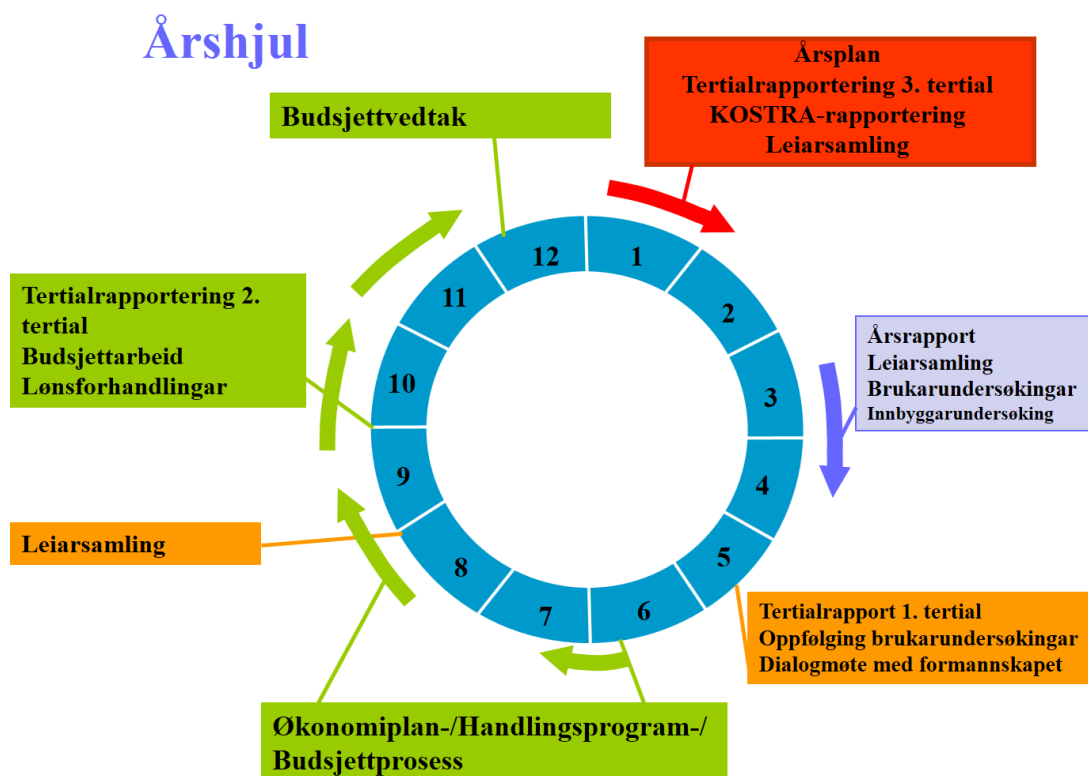 Årshjul
Årsplan
Tertialrapportering 3. tertial
KOSTRA-rapportering
Leiarsamling
Budsjettvedtak
12
1
11
2
Tertialrapportering 2.
tertial
Budsjettarbeid
Lønsforhandlingar
10
3
Årsrapport
Leiarsamling
Brukarundersøkingar
Innbyggarundersøking
9
4
Leiarsamling
8
5
7
6
Tertialrapport 1. tertial
Oppfølging brukarundersøkingar
Dialogmøte med formannskapet
Økonomiplan-/Handlingsprogram-/
Budsjettprosess